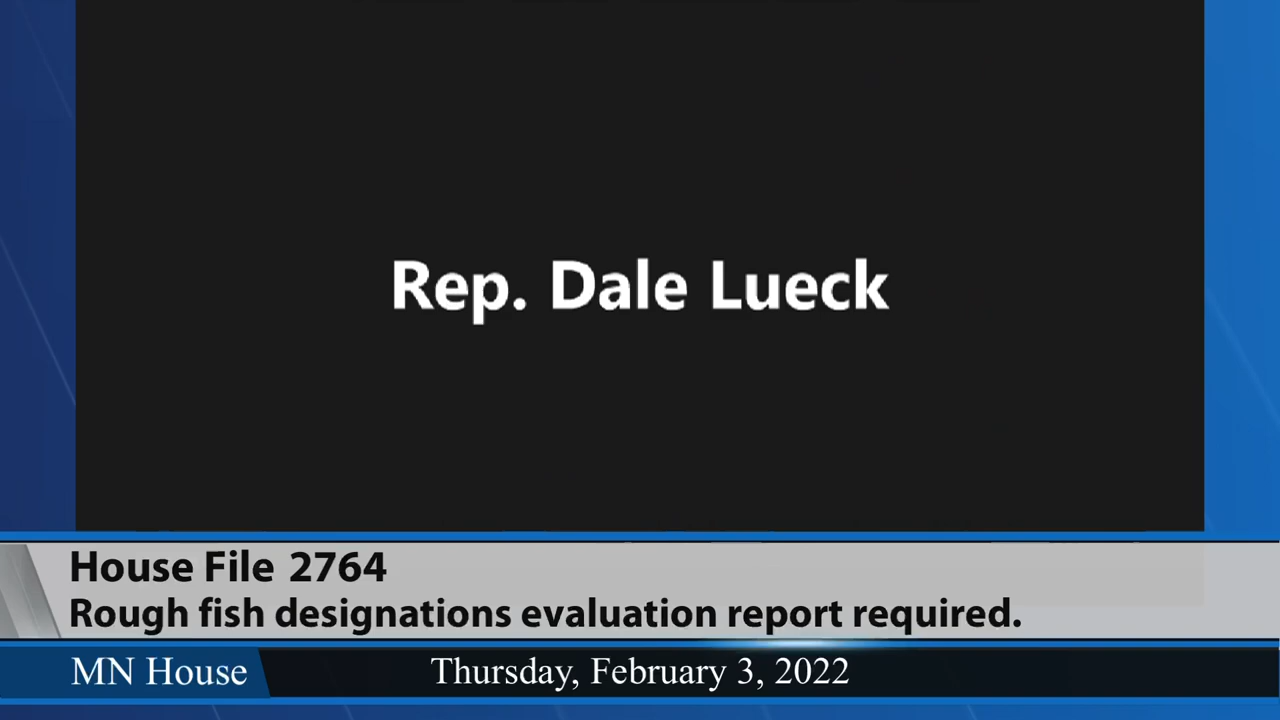 Rep. Dale Lueck
House File 2764
Rough fish designations evaluation report required.
MN House
Thursday, February 3, 2022